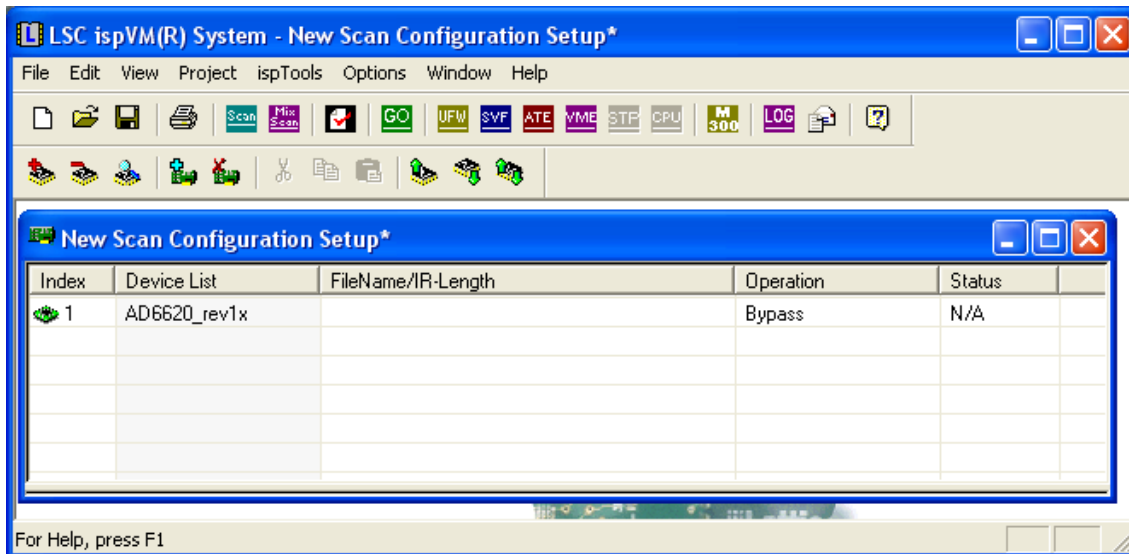 LSC ispVM(R) System - New Scan Configuration Setup*
File Edit View Project ispTools Options Window Help
Scan Mix Scan GO UFW SVF ATE VME STP CPU M 300 LOG
New Scan Configuration Setup*
Index Device List FileName/IR-Length Operation Status
1 AD6620_rev1x Bypass N/A
For Help, press F1